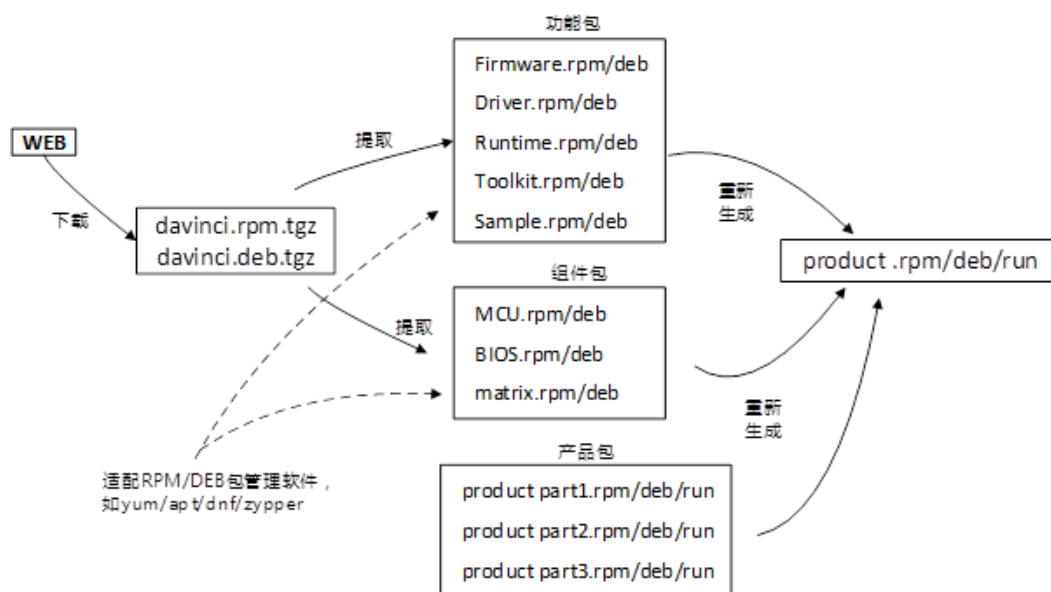 功能包
Firmware.rpm/deb
Driver.rpm/deb
Runtime.rpm/deb
Toolkit.rpm/deb
Sample.rpm/deb
WEB
提取
下载
davinci.rpm.tgz
davinci.deb.tgz
重新
生成
product .rpm/deb/run
组件包
MCU.rpm/deb
BIOS.rpm/deb
matrix.rpm/deb
提取
重新
生成
适配RPM/DEB包管理软件，
如yum/apt/dnf/zypper
产品包
product part1.rpm/deb/run
product part2.rpm/deb/run
product part3.rpm/deb/run